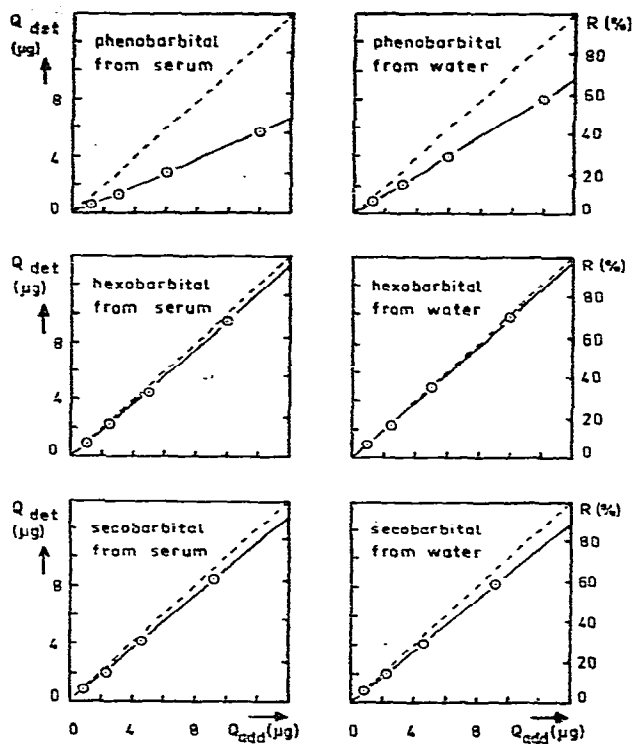 Q det
(µg)
phenobarbital
from serum
8
4
0
phenobarbital
from water
R (%)
80
60
40
20
0
Q det
(µg)
hexobarbital
from serum
8
4
0
hexobarbital
from water
R (%)
80
60
40
20
0
Q det
(µg)
secobarbital
from serum
8
4
0
0 4 8 Qadd (µg)
secobarbital
from water
R (%)
80
60
40
20
0
0 4 8 Qadd (µg)